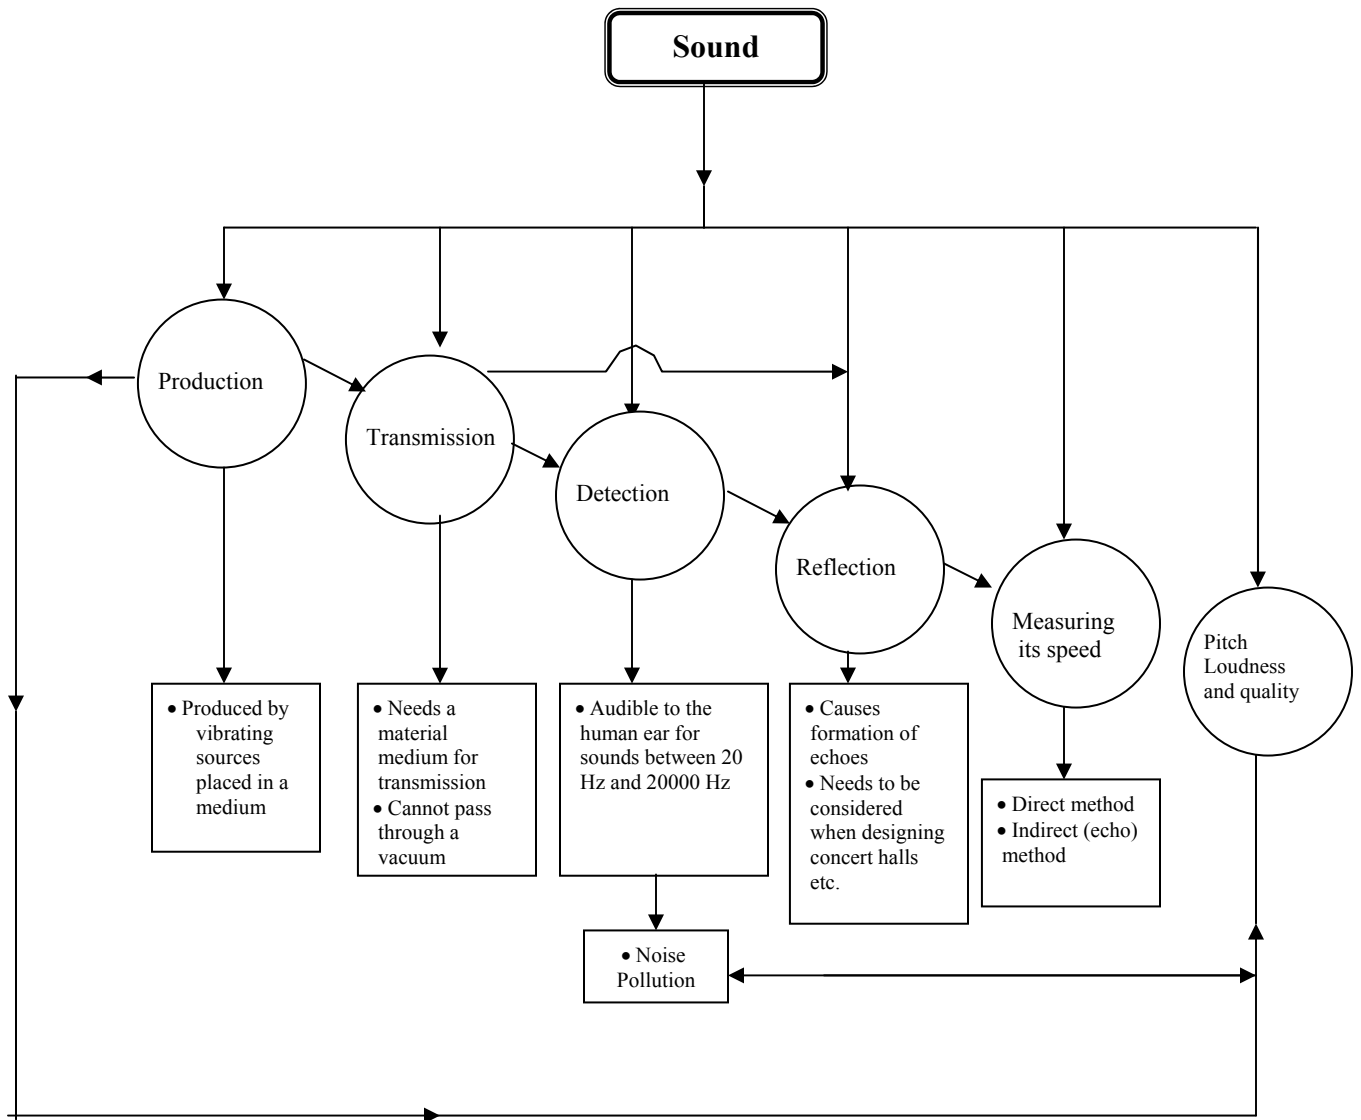 Sound
Production
Transmission
Detection
Reflection
Measuring
its speed
Pitch
Loudness
and quality
• Produced by
vibrating
sources
placed in a
medium
• Needs a
material
medium for
transmission
• Cannot pass
through a
vacuum
• Audible to the
human ear for
sounds between 20
Hz and 20000 Hz
• Causes
formation of
echoes
• Needs to be
considered
when designing
concert halls
etc.
• Direct method
• Indirect (echo)
method
• Noise
Pollution